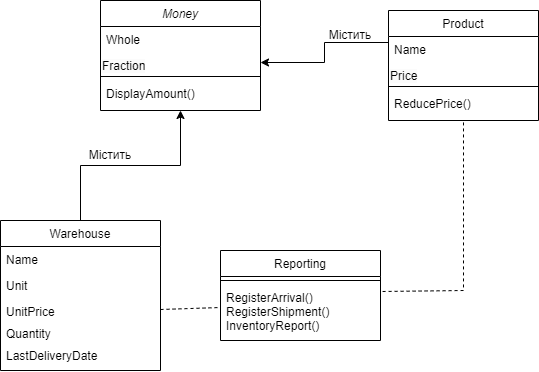 Money
Whole
Fraction
DisplayAmount()
Містить
Product
Name
Price
ReducePrice()
Містить
Warehouse
Name
Unit
UnitPrice
Quantity
LastDeliveryDate
Reporting
RegisterArrival()
RegisterShipment()
InventoryReport()